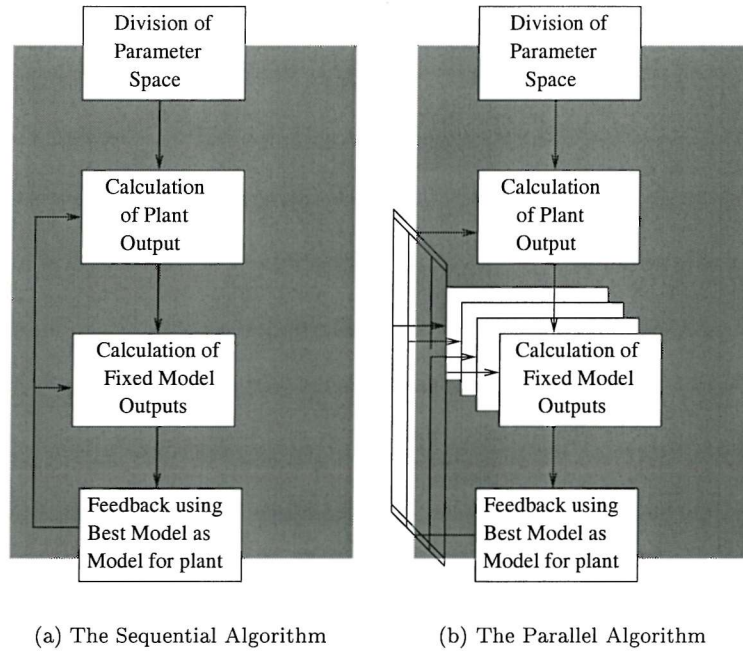 Division of
Parameter
Space
Calculation
of Plant
Output
Calculation of
Fixed Model
Outputs
Feedback using
Best Model as
Model for plant
(a) The Sequential Algorithm
Division of
Parameter
Space
Calculation
of Plant
Output
Calculation of
Fixed Model
Outputs
Feedback using
Best Model as
Model for plant
(b) The Parallel Algorithm